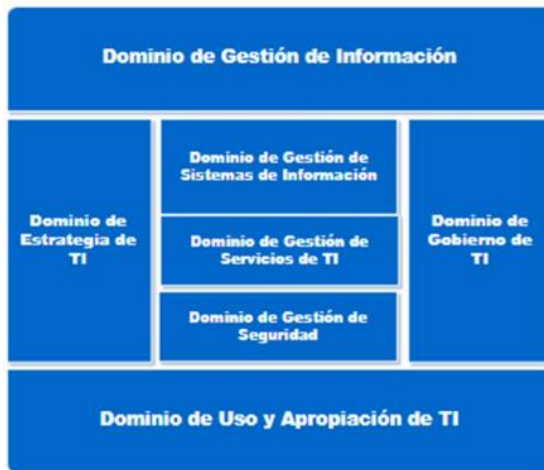 Dominio de Gestión de Información
Dominio de
Estrategia de
TI
Dominio de Gestión de
Sistemas de Información
Dominio de Gestión de
Servicios de TI
Dominio de Gestión de
Seguridad
Dominio de
Gobierno de
TI
Dominio de Uso y Apropiación de TI